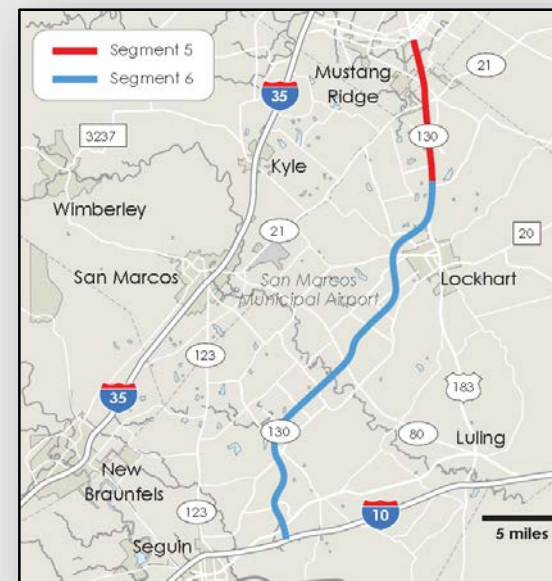 Segment 5
Segment 6
Mustang
Ridge
21
35
130
3237
Kyle
Wimberley
21
20
San Marcos
San Marcos
Municipal Airport
Lockhart
123
183
35
130
80
Luling
New
Braunfels
123
10
Seguin
5 miles